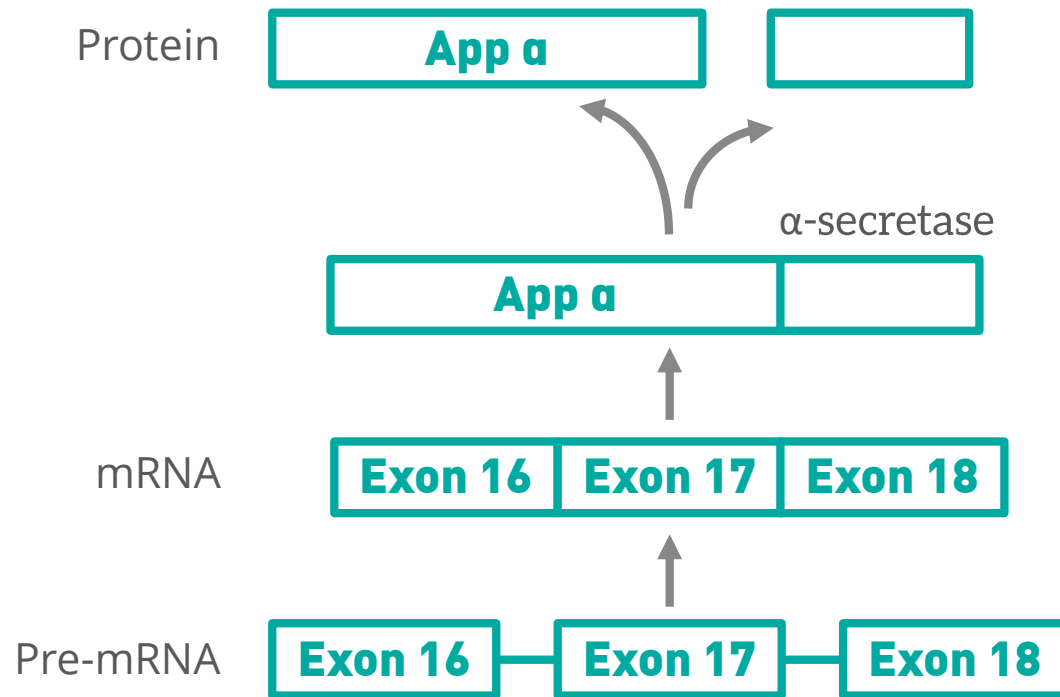 Protein
App α
α-secretase
App α
mRNA
Exon 16 Exon 17 Exon 18
Pre-mRNA
Exon 16 Exon 17 Exon 18